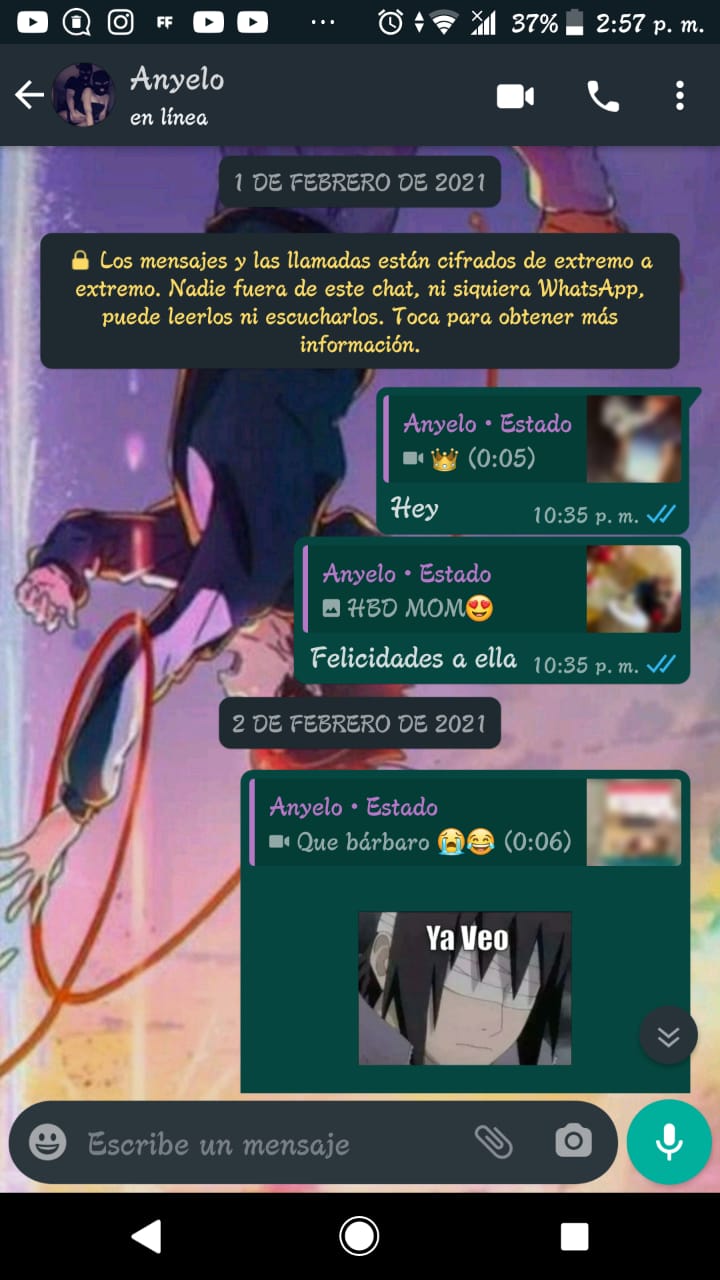 FF ... 37% 2:57 p. m.
Anyelo
en línea
1 DE FEBRERO DE 2021
Los mensajes y las llamadas están cifrados de extremo a
extremo. Nadie fuera de este chat, ni siquiera WhatsApp,
puede leerlos ni escucharlos. Toca para obtener más
información.
Anyelo • Estado
👑 (0:05)
Hey 10:35 p. m.
Anyelo • Estado
HBD MOM😍
Felicidades a ella 10:35 p. m.
2 DE FEBRERO DE 2021
Anyelo • Estado
Que bárbaro 😭😂 (0:06)
Ya Veo
Escribe un mensaje